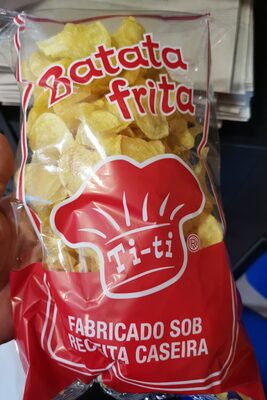 Batata
frita
Ti-ti
®
FABRICADO SOB
RECEITA CASEIRA